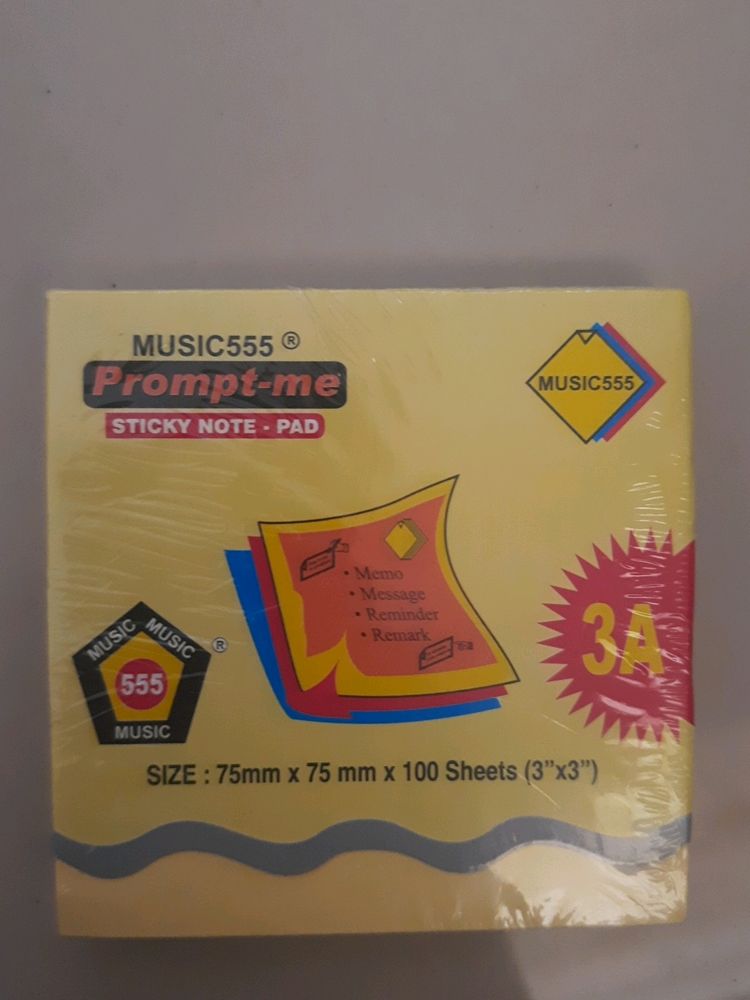 MUSIC555 ®
Prompt-me
STICKY NOTE - PAD
MUSIC555
• Memo
• Message
• Reminder
• Remark
3A
MUSIC MUSIC ®
555
MUSIC
SIZE : 75mm x 75 mm x 100 Sheets (3”x3”)